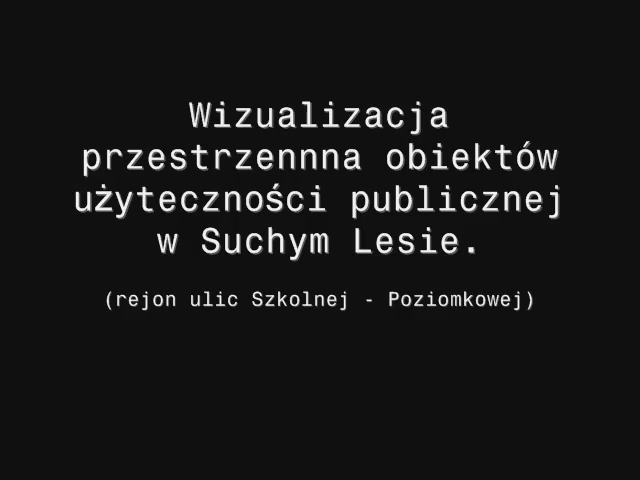 Wizualizacja
przestrzennna obiektów
użyteczności publicznej
w Suchym Lesie.
(rejon ulic Szkolnej - Poziomkowej)